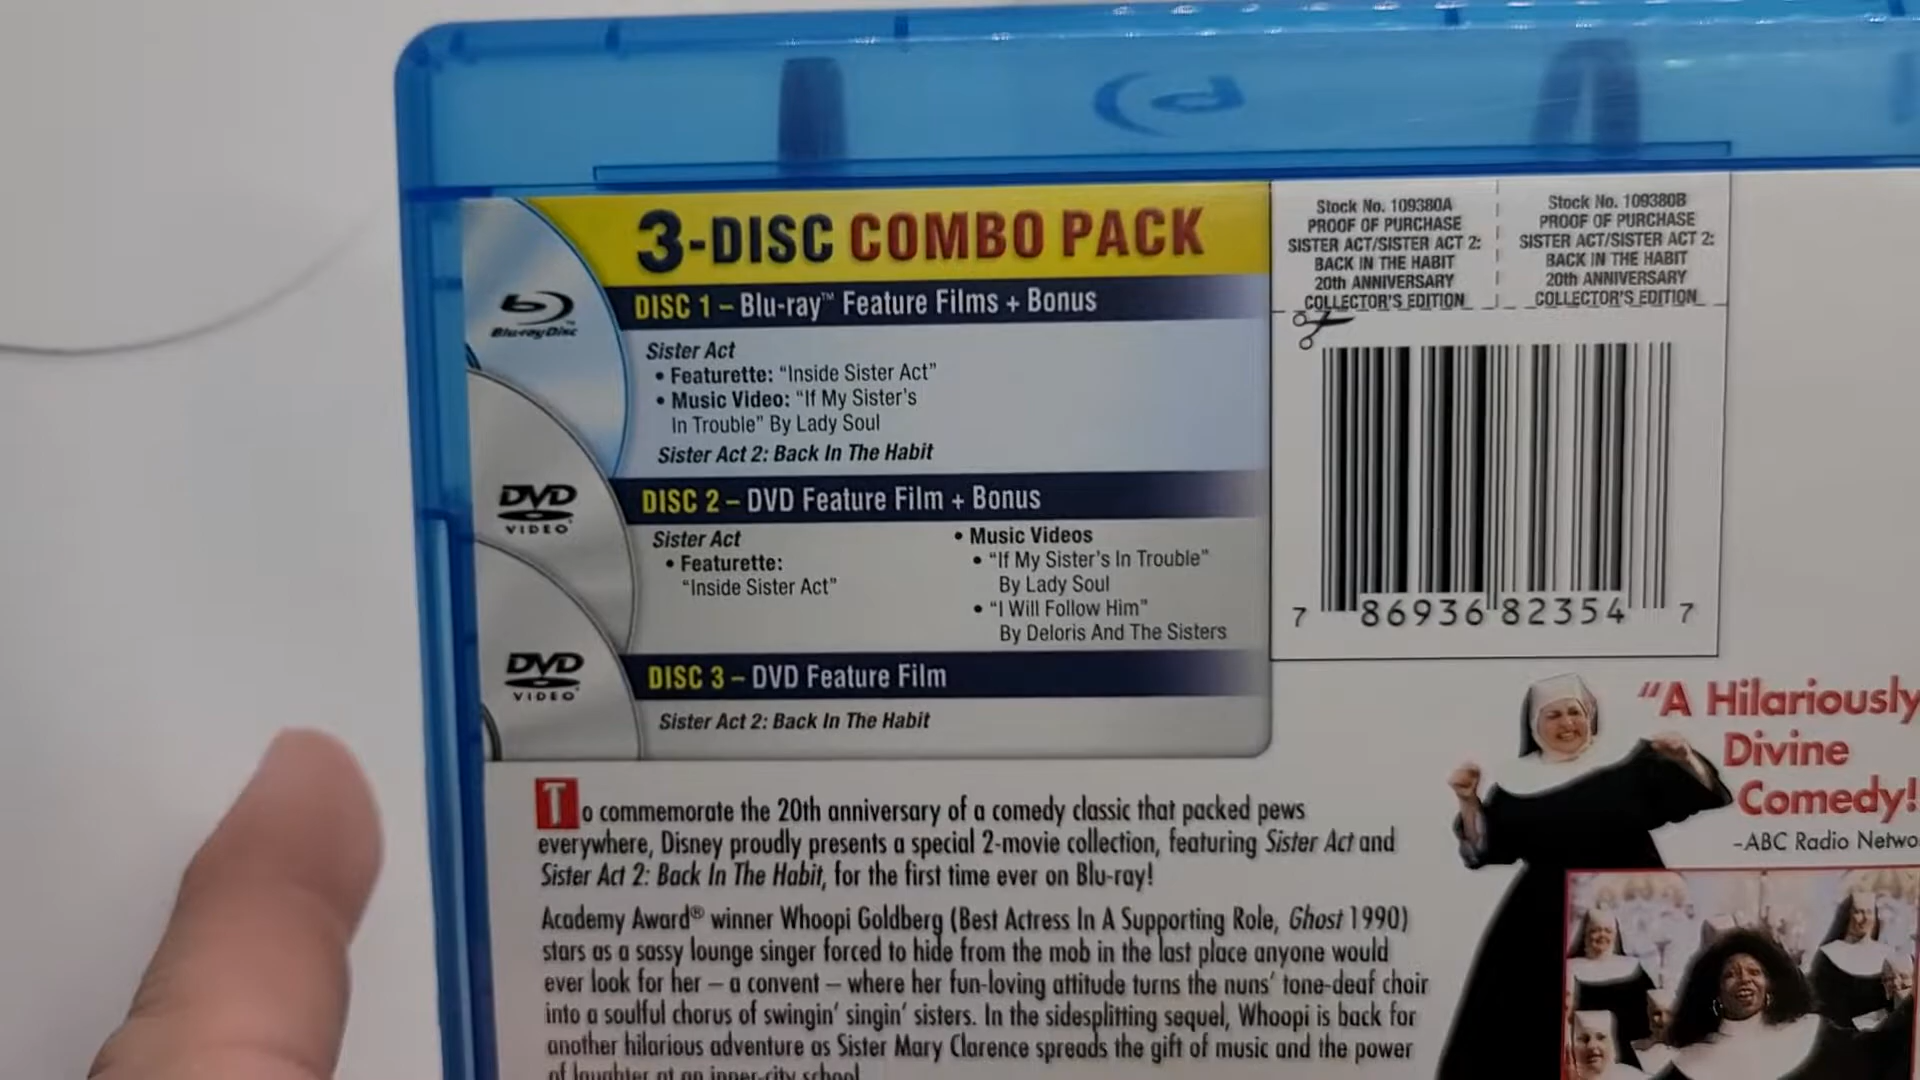 3-DISC COMBO PACK
Blu-ray Disc™
DISC 1 – Blu-ray™ Feature Films + Bonus
Sister Act
• Featurette: “Inside Sister Act”
• Music Video: “If My Sister’s
In Trouble” By Lady Soul
Sister Act 2: Back In The Habit
DVD
VIDEO
DISC 2 – DVD Feature Film + Bonus
Sister Act
• Featurette:
“Inside Sister Act”
• Music Videos
• “If My Sister’s In Trouble”
By Lady Soul
• “I Will Follow Him”
By Deloris And The Sisters
DVD
VIDEO
DISC 3 – DVD Feature Film
Sister Act 2: Back In The Habit
Stock No. 109380A
PROOF OF PURCHASE
SISTER ACT/SISTER ACT 2:
BACK IN THE HABIT
20th ANNIVERSARY
COLLECTOR’S EDITION
Stock No. 109380B
PROOF OF PURCHASE
SISTER ACT/SISTER ACT 2:
BACK IN THE HABIT
20th ANNIVERSARY
COLLECTOR’S EDITION
7 86936 82354 7
To commemorate the 20th anniversary of a comedy classic that packed pews
everywhere, Disney proudly presents a special 2-movie collection, featuring Sister Act and
Sister Act 2: Back In The Habit, for the first time ever on Blu-ray!
Academy Award® winner Whoopi Goldberg (Best Actress In A Supporting Role, Ghost 1990)
stars as a sassy lounge singer forced to hide from the mob in the last place anyone would
ever look for her – a convent – where her fun-loving attitude turns the nuns’ tone-deaf choir
into a soulful chorus of swingin’ singin’ sisters. In the sidesplitting sequel, Whoopi is back for
another hilarious adventure as Sister Mary Clarence spreads the gift of music and the power
of laughter at an inner-city school.
“A Hilariously
Divine
Comedy!
–ABC Radio Netwo